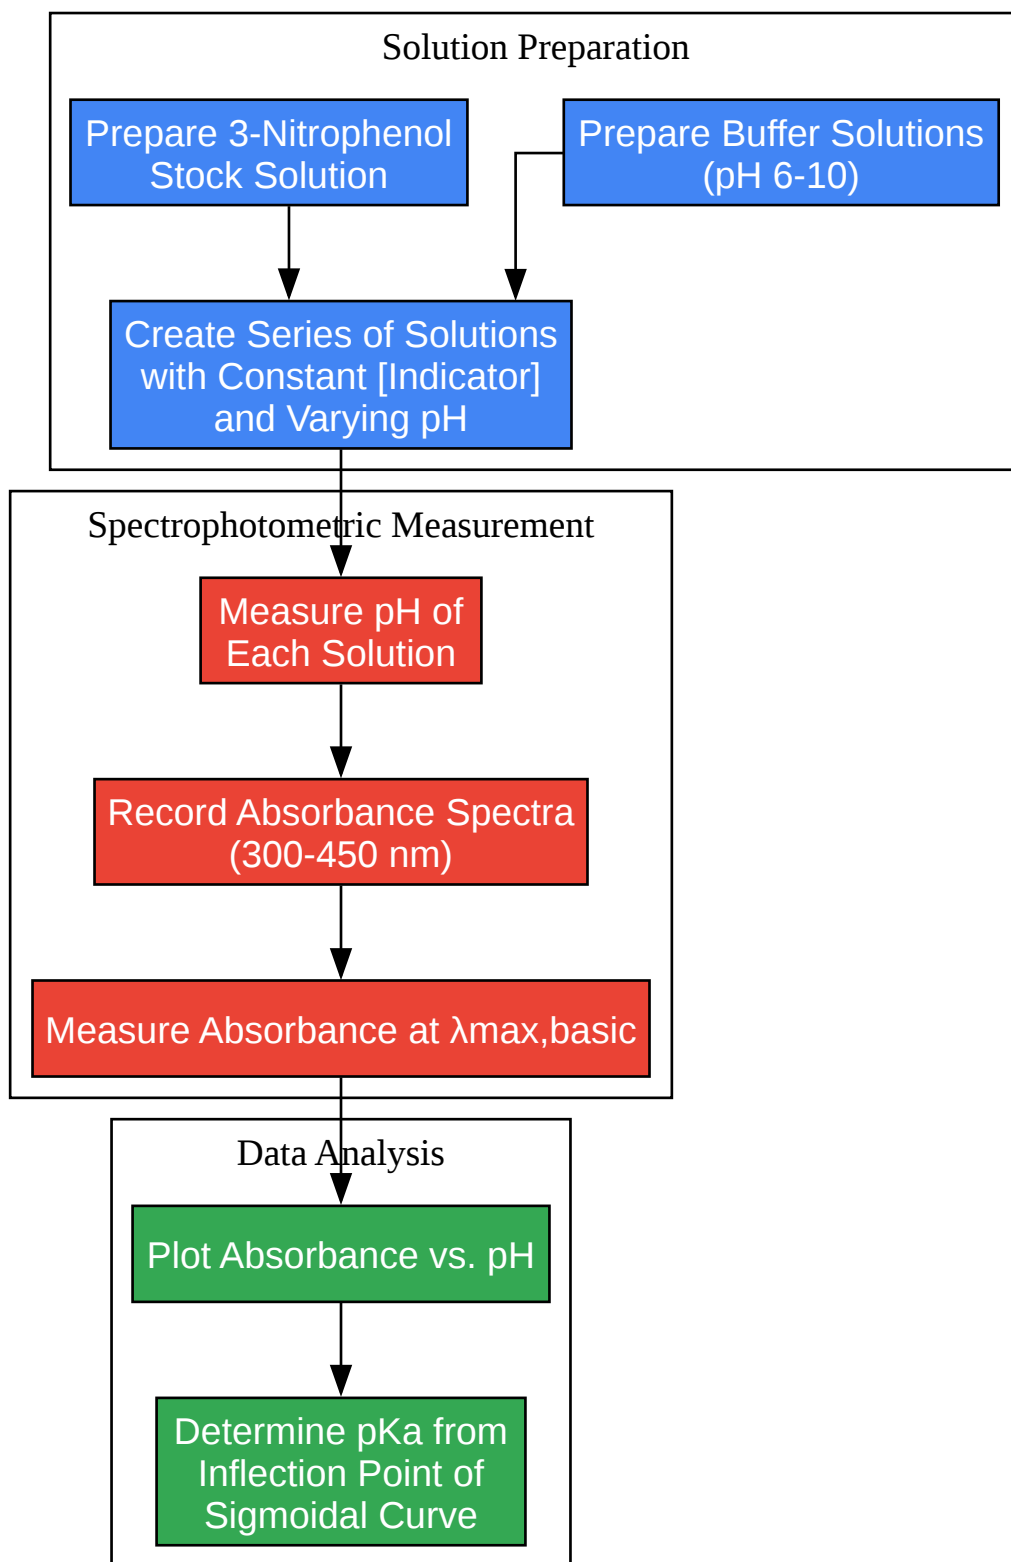 Solution Preparation
Prepare 3-Nitrophenol
Stock Solution
Prepare Buffer Solutions
(pH 6-10)
Create Series of Solutions
with Constant [Indicator]
and Varying pH
Spectrophotometric Measurement
Measure pH of
Each Solution
Record Absorbance Spectra
(300-450 nm)
Measure Absorbance at λmax,basic
Data Analysis
Plot Absorbance vs. pH
Determine pKa from
Inflection Point of
Sigmoidal Curve